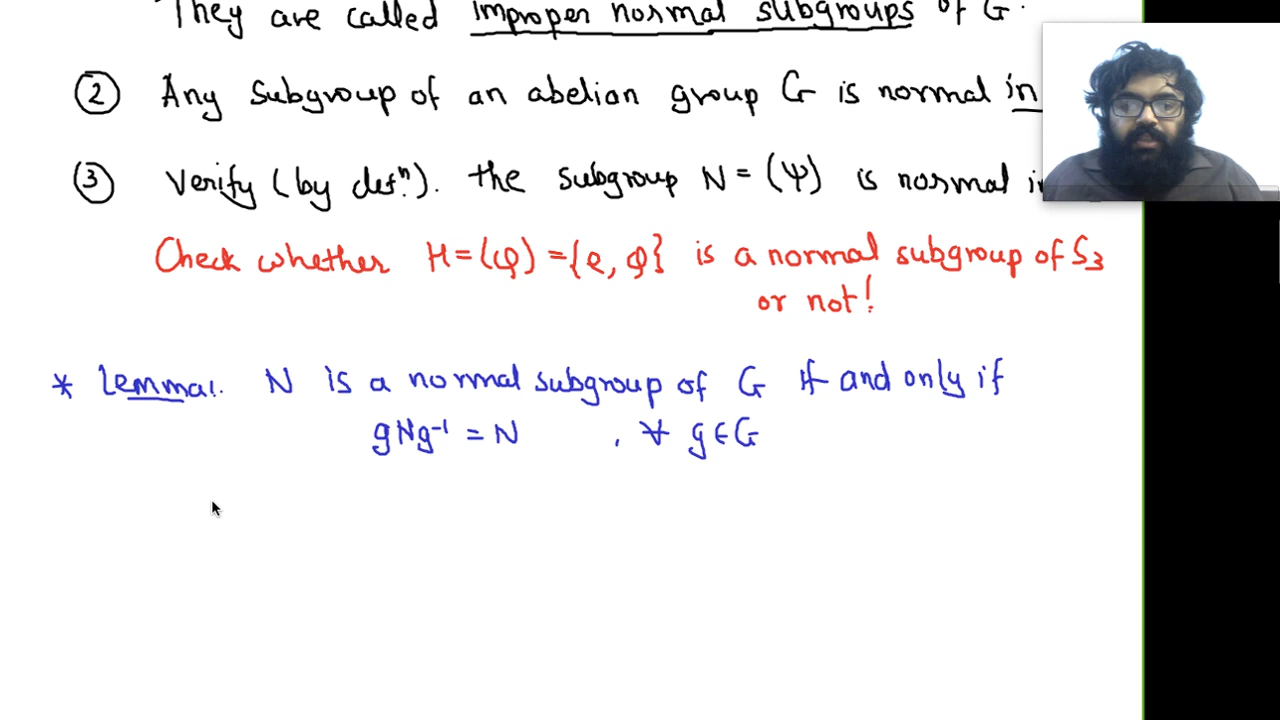 They are called improper normal subgroups of G.
② Any subgroup of an abelian group G is normal in
③ Verify (by defⁿ). the subgroup N = (ψ) is normal i
Check whether H = (φ) = {e, φ} is a normal subgroup of S₃
or not!
* Lemma:. N is a normal subgroup of G if and only if
gNg⁻¹ = N , ∀ g ∈ G